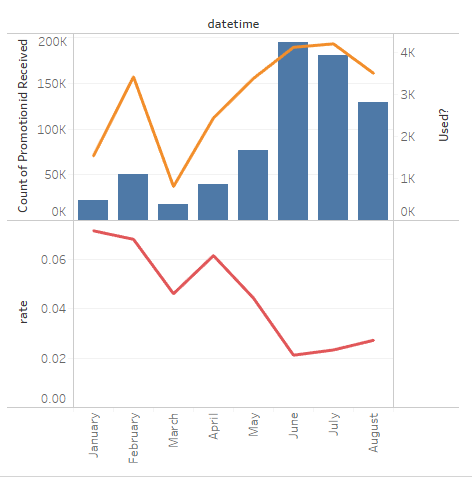 datetime
Count of Promotionid Received
200K
150K
100K
50K
0K
4K
3K
2K
1K
0K
Used?
rate
0.06
0.04
0.02
0.00
January
February
March
April
May
June
July
August